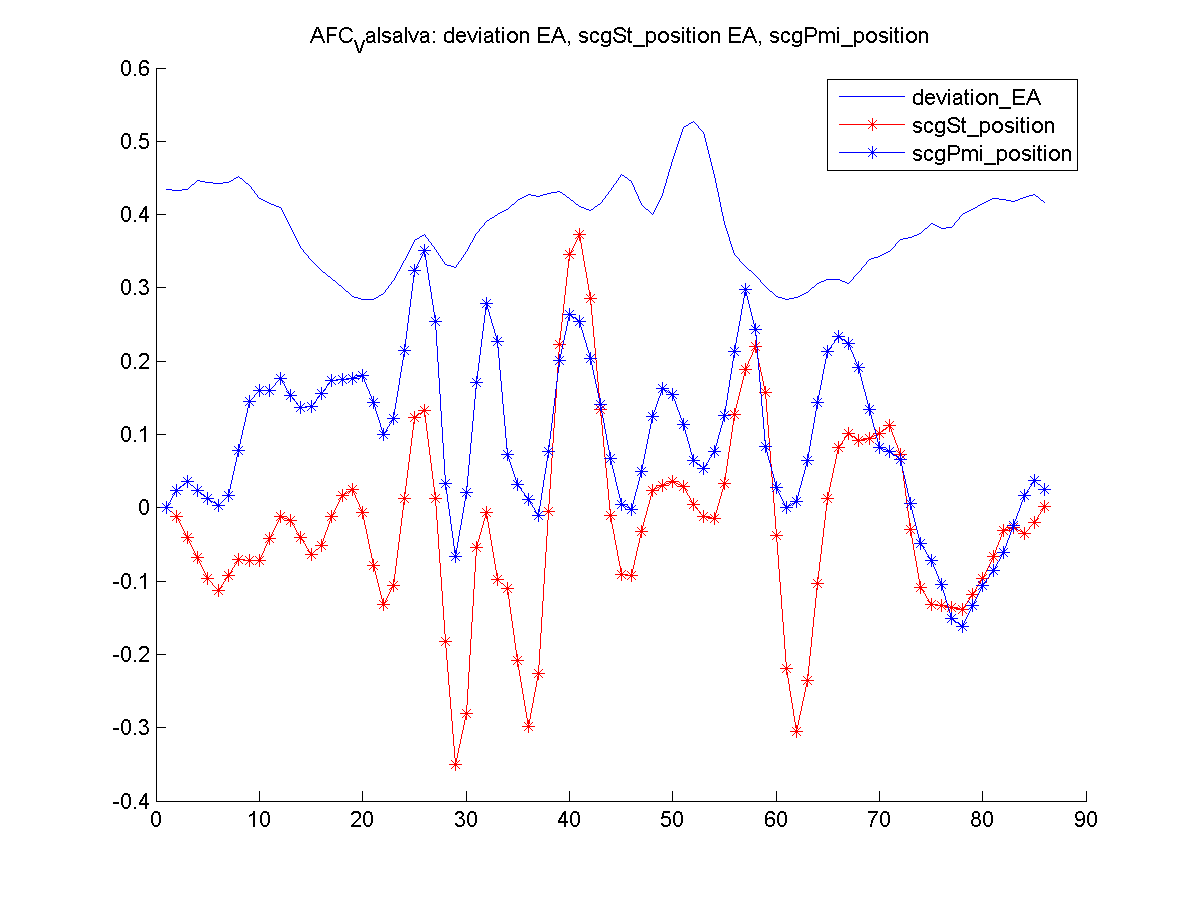 AFC_Valsalva: deviation EA, scgSt_position EA, scgPmi_position
0.6
deviation_EA
scgSt_position
scgPmi_position
0.5
0.4
0.3
0.2
0.1
0
-0.1
-0.2
-0.3
-0.4
0 10 20 30 40 50 60 70 80 90